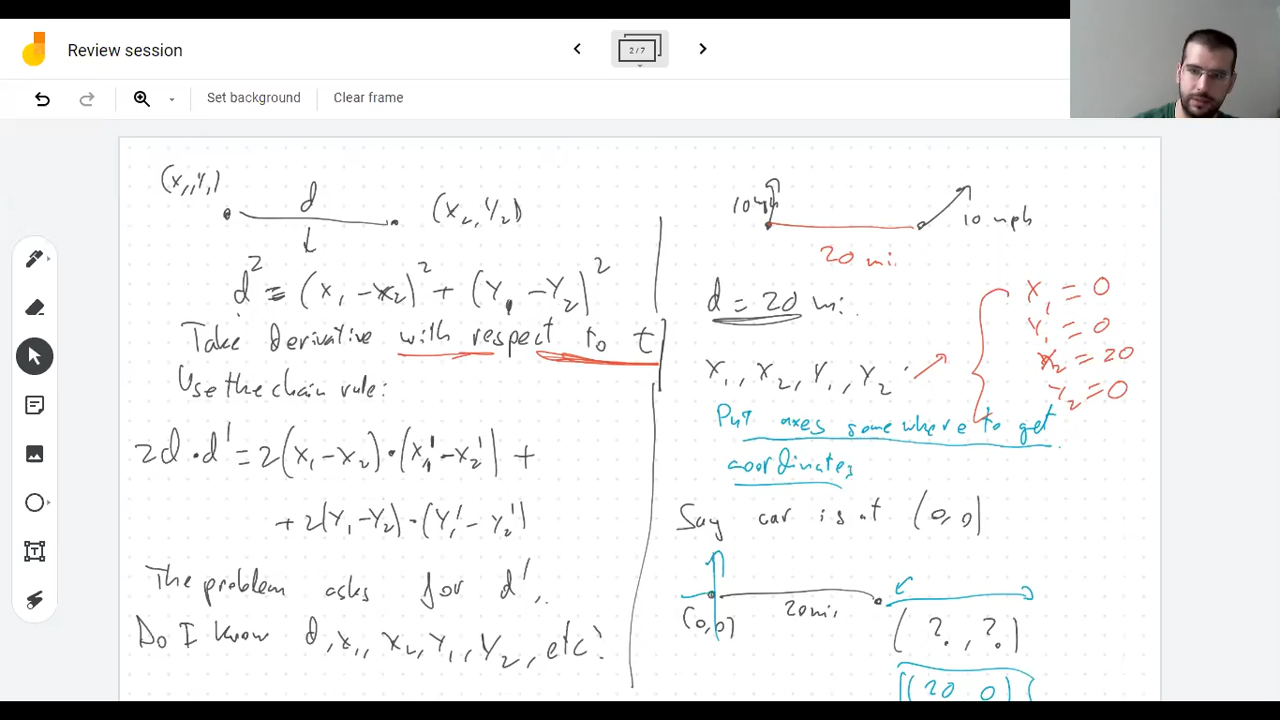 Review session
2/7
Set background
Clear frame
(x₁, Y₁)
d
(x₂, Y₂)
d² = (x₁ - x₂)² + (Y₁ - Y₂)²
Take derivative with respect to t
Use the chain rule:
2d · d' = 2(x₁ - x₂) · (x₁' - x₂') +
+ 2(Y₁ - Y₂) · (Y₁' - Y₂')
The problem asks for d'.
Do I know d, x₁, x₂, Y₁, Y₂, etc?
10 mph
10 mph
20 mi.
d = 20 mi.
x₁, x₂, Y₁, Y₂
x₁ = 0
Y₁ = 0
x₂ = 20
Y₂ = 0
Put axes somewhere to get
coordinates
Say car is at (0,0)
(0,0)
20 mi.
(?, ?)
(20 0)